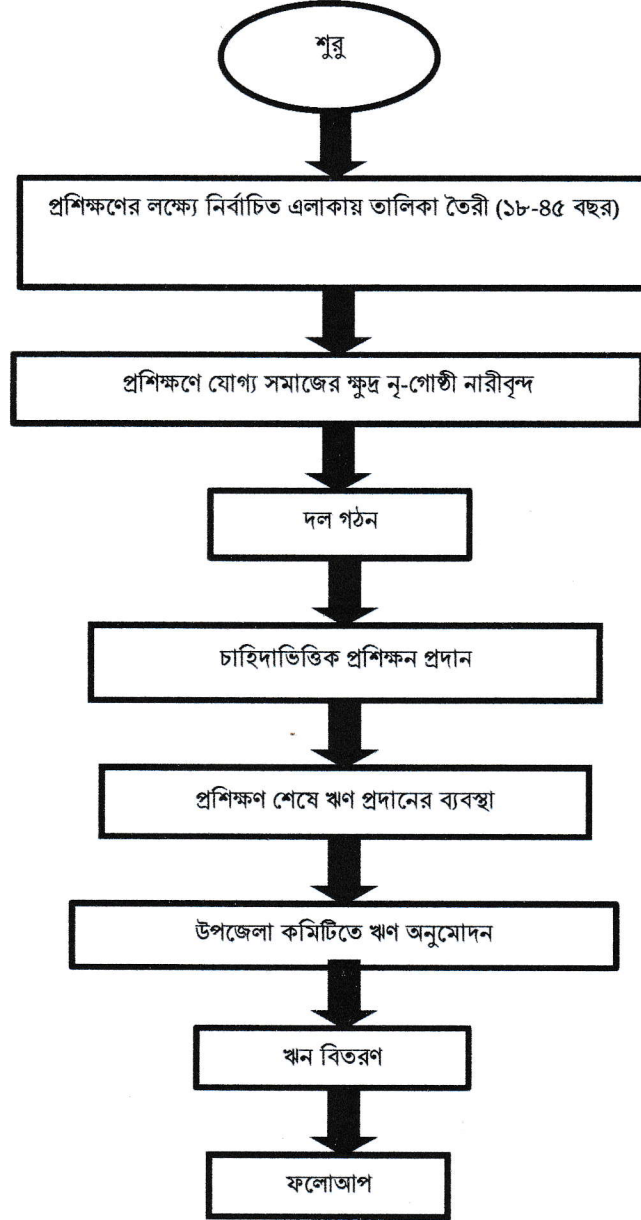 শুরু
প্রশিক্ষণের লক্ষ্যে নির্বাচিত এলাকায় তালিকা তৈরী (১৮-৪৫ বছর)
প্রশিক্ষণে যোগ্য সমাজের ক্ষুদ্র নৃ-গোষ্ঠী নারীবৃন্দ
দল গঠন
চাহিদাভিত্তিক প্রশিক্ষন প্রদান
প্রশিক্ষণ শেষে ঋণ প্রদানের ব্যবস্থা
উপজেলা কমিটিতে ঋণ অনুমোদন
ঋন বিতরণ
ফলোআপ